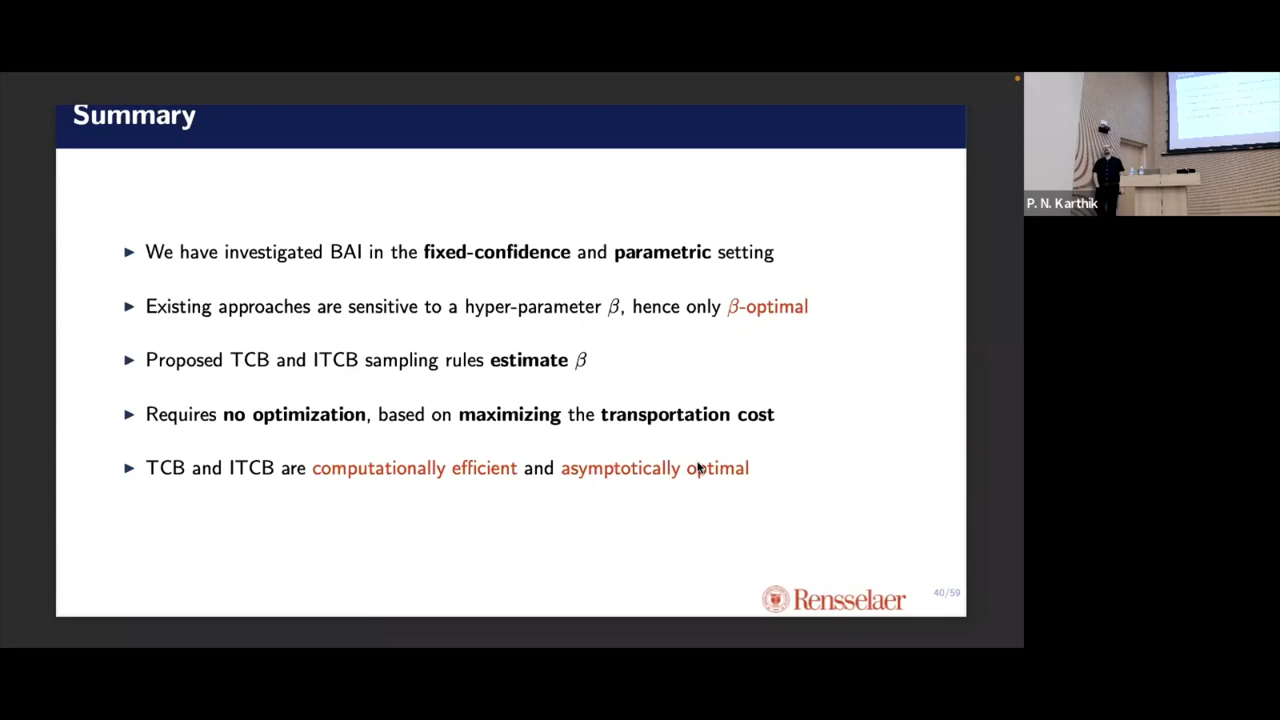 Summary
▶ We have investigated BAI in the fixed-confidence and parametric setting
▶ Existing approaches are sensitive to a hyper-parameter β, hence only β-optimal
▶ Proposed TCB and ITCB sampling rules estimate β
▶ Requires no optimization, based on maximizing the transportation cost
▶ TCB and ITCB are computationally efficient and asymptotically optimal
Rensselaer
40/59
P. N. Karthik